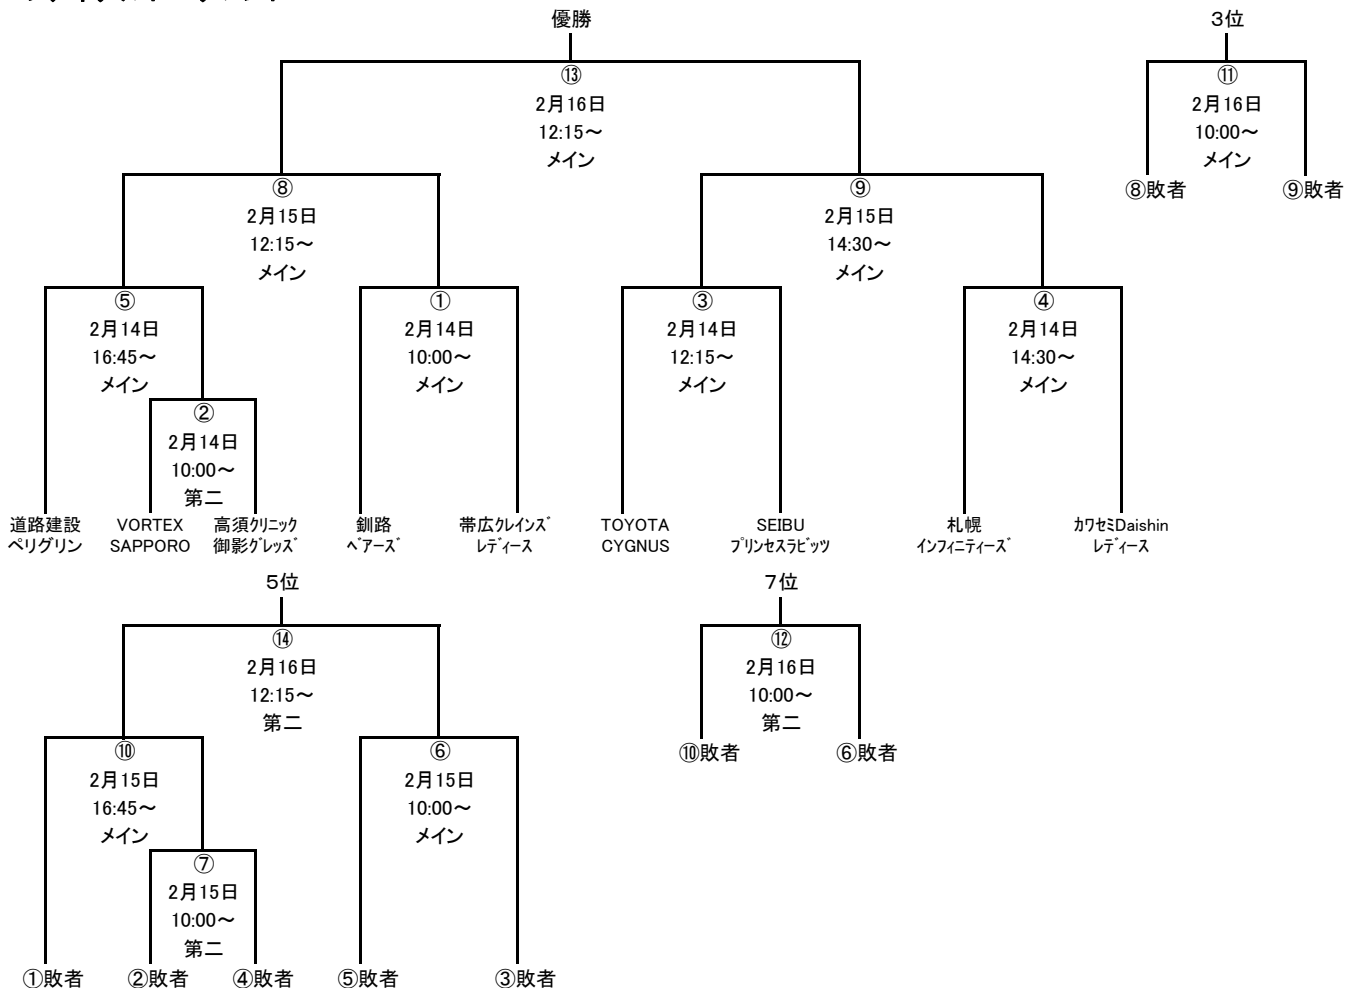 優勝
３位
⑬
2月16日
12:15～
メイン
⑪
2月16日
10:00～
メイン
⑧敗者
⑨敗者
⑧
2月15日
12:15～
メイン
⑨
2月15日
14:30～
メイン
⑤
2月14日
16:45～
メイン
①
2月14日
10:00～
メイン
③
2月14日
12:15～
メイン
④
2月14日
14:30～
メイン
②
2月14日
10:00～
第二
道路建設
ペリグリン
VORTEX
SAPPORO
高須ｸﾘﾆｯｸ
御影ｸﾞﾚｯｽﾞ
釧路
ﾍﾞｱｰｽﾞ
帯広ｸﾚｲﾝｽﾞ
ﾚﾃﾞｨｰｽ
TOYOTA
CYGNUS
SEIBU
ﾌﾟﾘﾝｾｽﾗﾋﾞｯﾂ
札幌
ｲﾝﾌｨﾆﾃｨｰｽﾞ
ｶﾜｾﾐDaishin
ﾚﾃﾞｨｰｽ
５位
７位
⑭
2月16日
12:15～
第二
⑫
2月16日
10:00～
第二
⑩敗者
⑥敗者
⑩
2月15日
16:45～
メイン
⑥
2月15日
10:00～
メイン
⑦
2月15日
10:00～
第二
①敗者
②敗者
④敗者
⑤敗者
③敗者